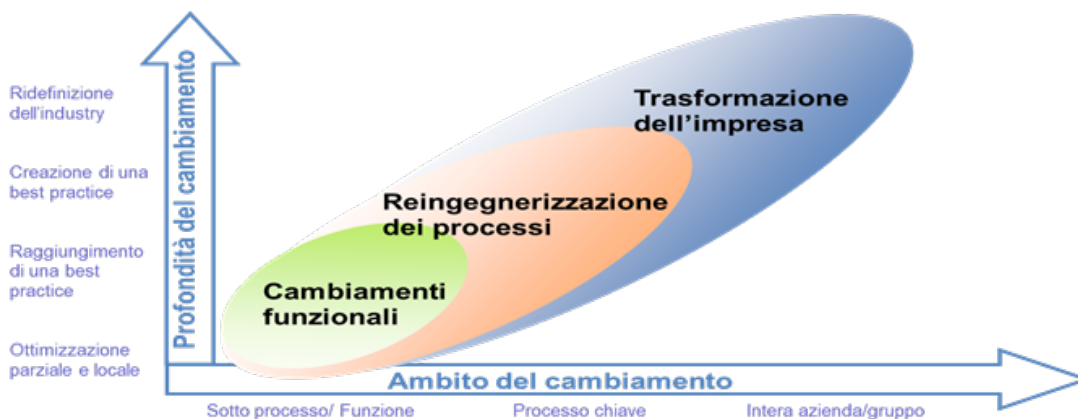 Profondità del cambiamento
Ridefinizione
dell'industry
Creazione di una
best practice
Raggiungimento
di una best
practice
Ottimizzazione
parziale e locale
Trasformazione
dell'impresa
Reingegnerizzazione
dei processi
Cambiamenti
funzionali
Ambito del cambiamento
Sotto processo/ Funzione
Processo chiave
Intera azienda/gruppo